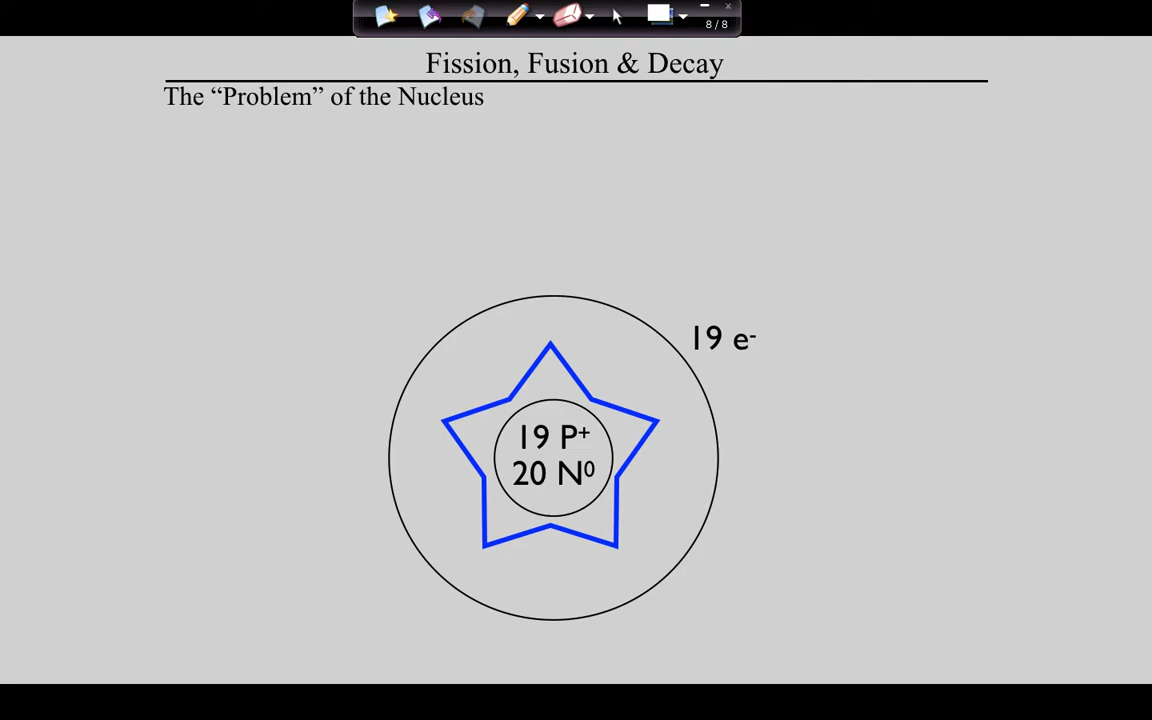 8/8
Fission, Fusion & Decay
The “Problem” of the Nucleus
19 e⁻
19 P⁺
20 N⁰